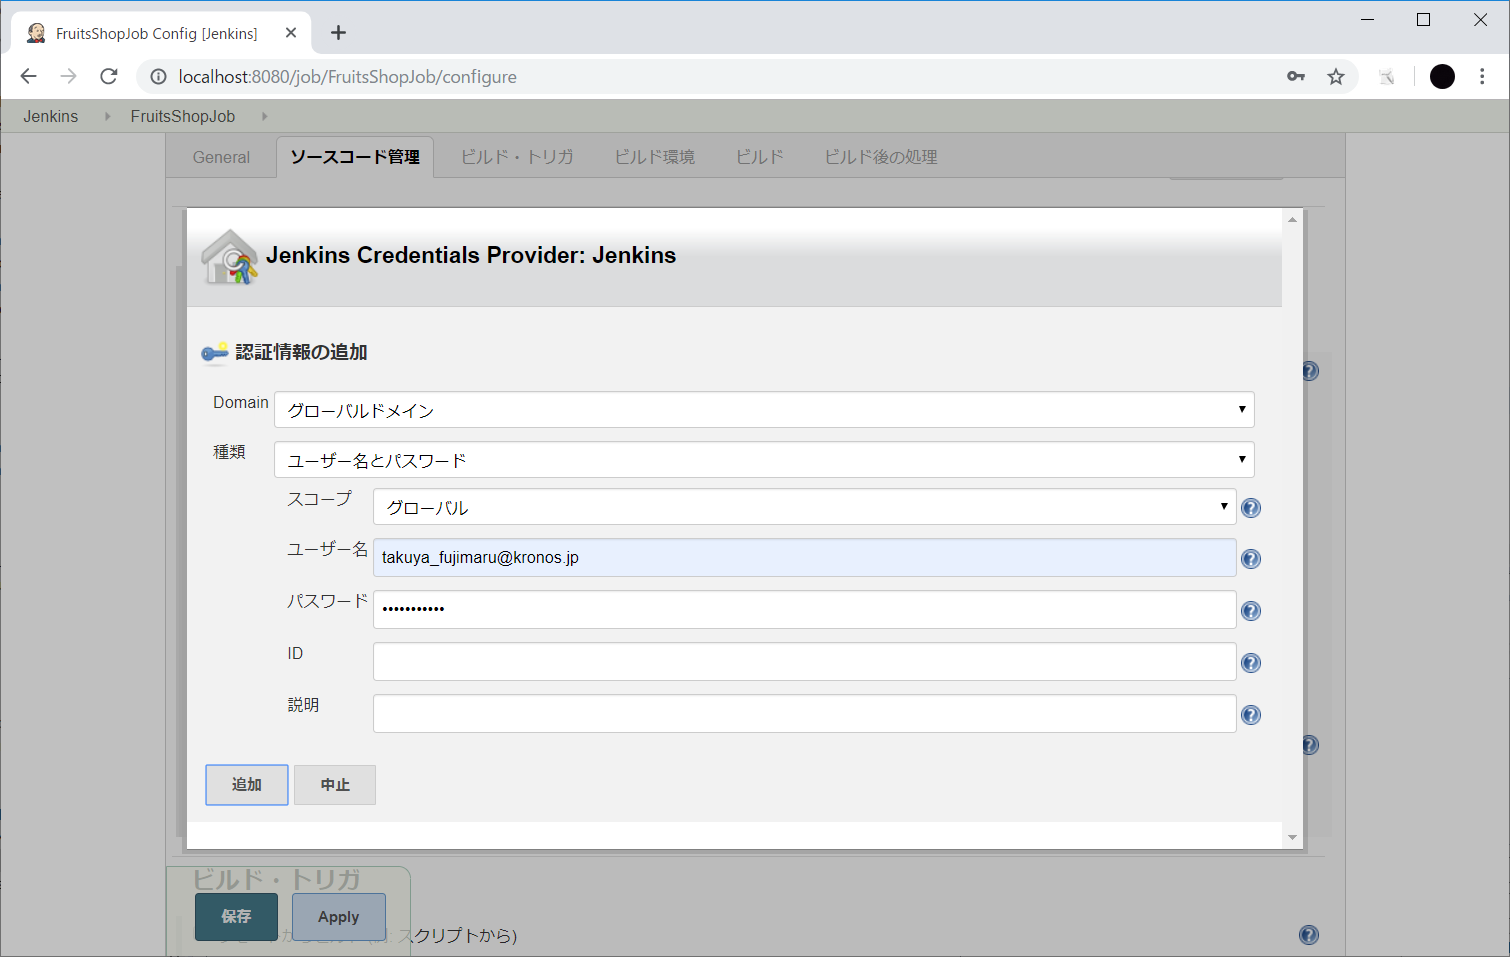 FruitsShopJob Config [Jenkins]
localhost:8080/job/FruitsShopJob/configure
Jenkins FruitsShopJob
General ソースコード管理 ビルド・トリガ ビルド環境 ビルド ビルド後の処理
Jenkins Credentials Provider: Jenkins
認証情報の追加
Domain グローバルドメイン
種類 ユーザー名とパスワード
スコープ グローバル
ユーザー名 takuya_fujimaru@kronos.jp
パスワード •••••••••••
ID
説明
追加 中止
ビルド・トリガ
保存 Apply
スクリプトから)